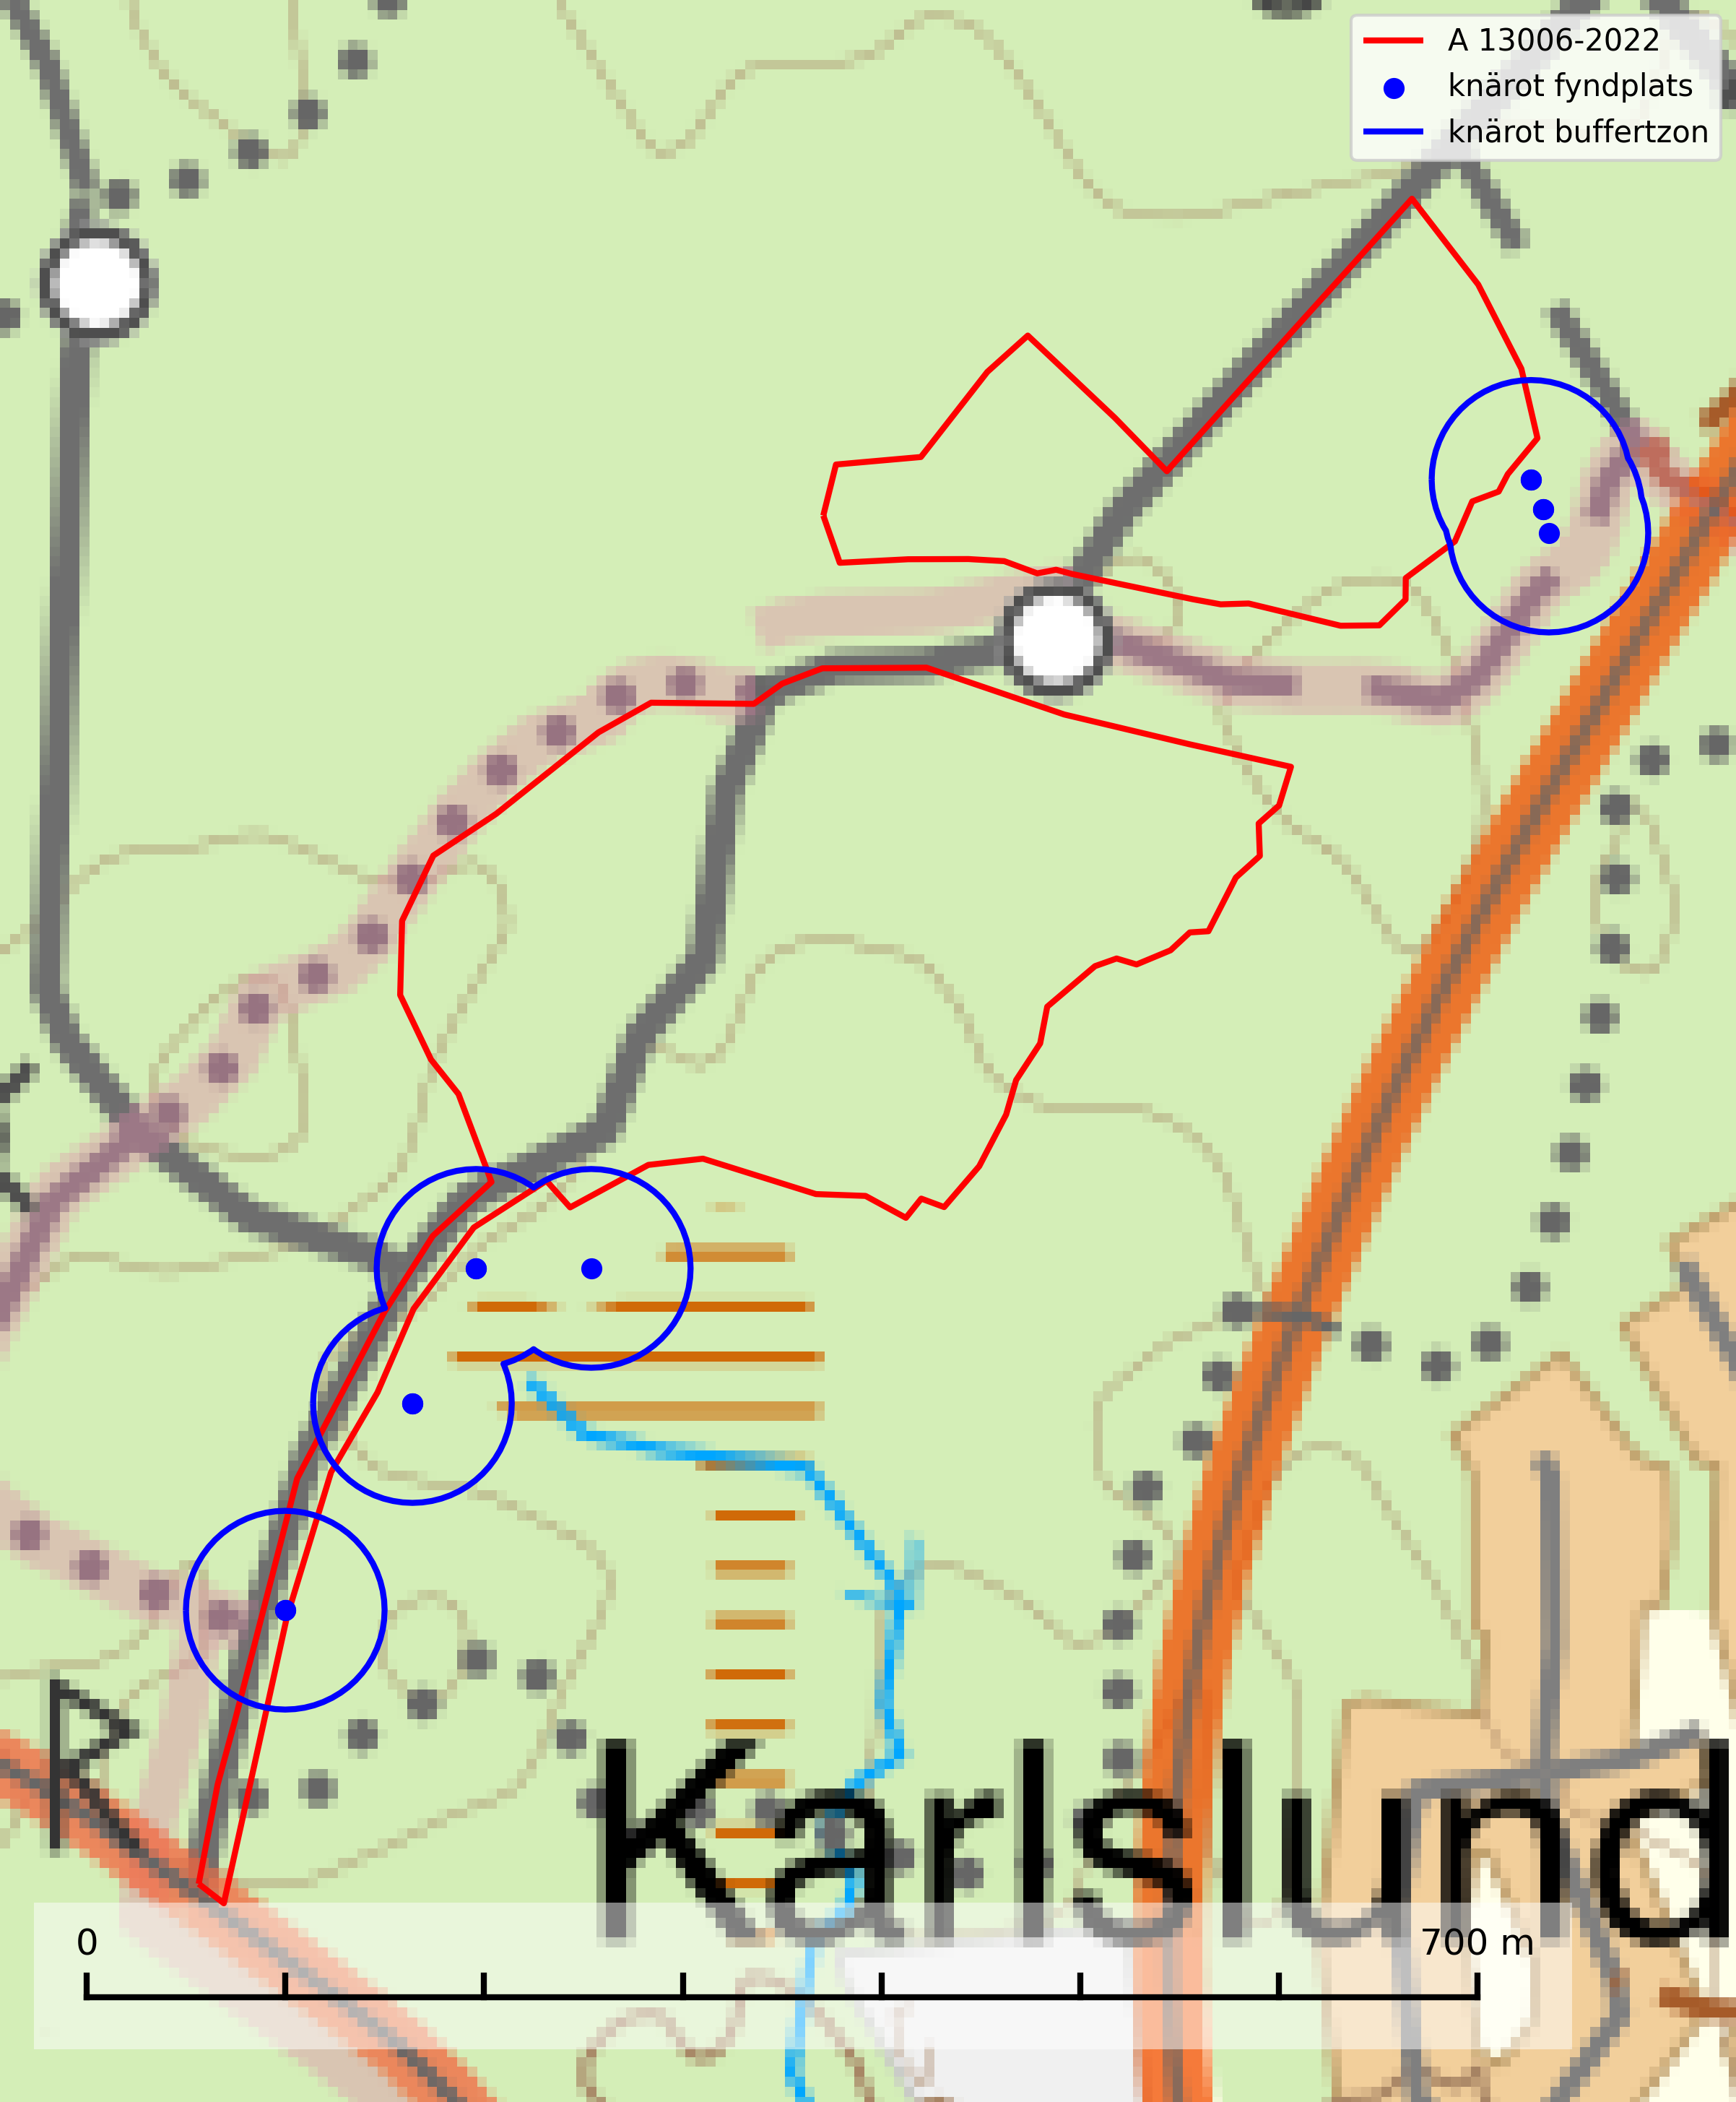 A 13006-2022
knärot fyndplats
knärot buffertzon
Karlslund
0
700 m